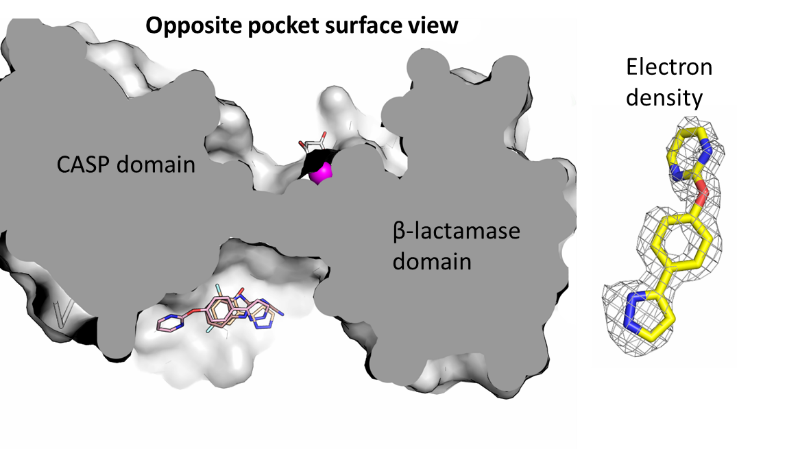 Opposite pocket surface view
Electron
density
CASP domain
β-lactamase
domain